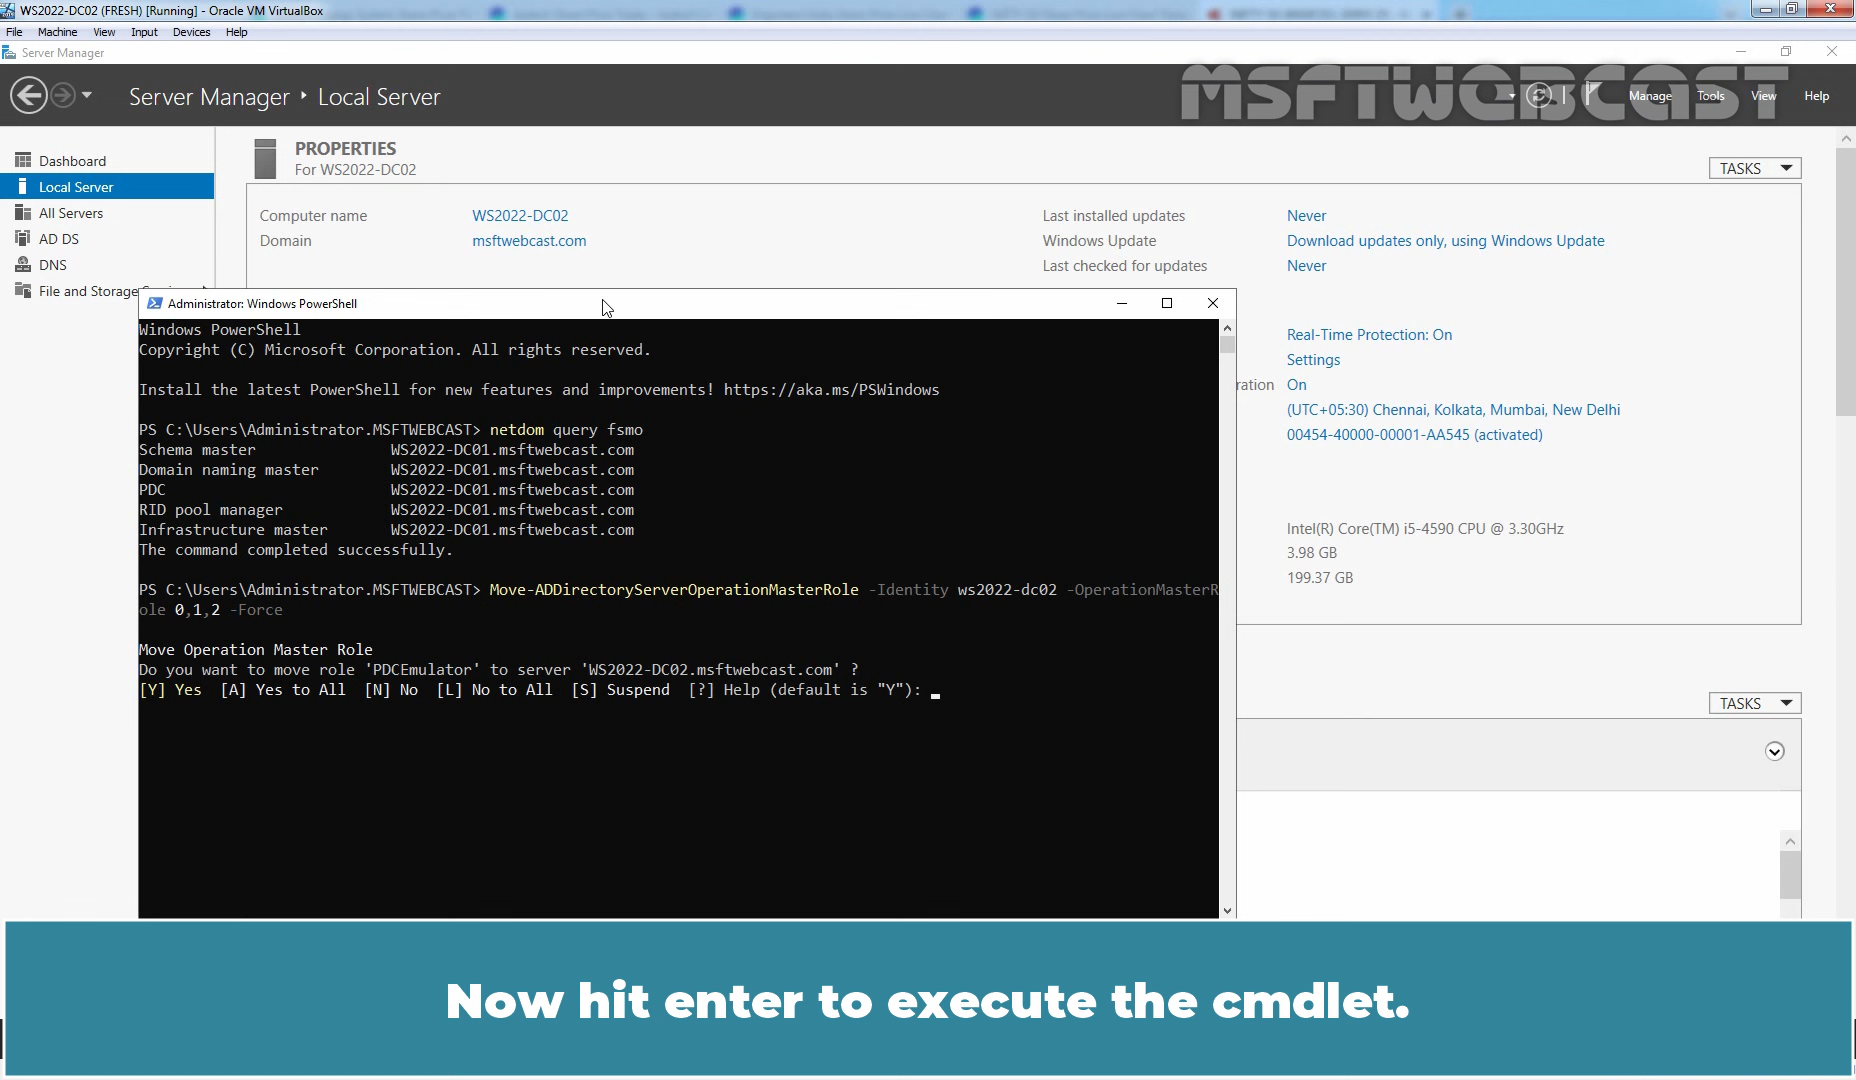 WS2022-DC02 (FRESH) [Running] - Oracle VM VirtualBox
File Machine View Input Devices Help
Server Manager
Server Manager ‣ Local Server
MSFTWEBCAST
Manage Tools View Help
Dashboard
Local Server
All Servers
AD DS
DNS
File and Storage
PROPERTIES
For WS2022-DC02
TASKS
Computer name WS2022-DC02
Domain msftwebcast.com
Last installed updates Never
Windows Update Download updates only, using Windows Update
Last checked for updates Never
Real-Time Protection: On
Settings
ration On
(UTC+05:30) Chennai, Kolkata, Mumbai, New Delhi
00454-40000-00001-AA545 (activated)
Intel(R) Core(TM) i5-4590 CPU @ 3.30GHz
3.98 GB
199.37 GB
TASKS
Administrator: Windows PowerShell
Windows PowerShell
Copyright (C) Microsoft Corporation. All rights reserved.
Install the latest PowerShell for new features and improvements! https://aka.ms/PSWindows
PS C:\Users\Administrator.MSFTWEBCAST> netdom query fsmo
Schema master WS2022-DC01.msftwebcast.com
Domain naming master WS2022-DC01.msftwebcast.com
PDC WS2022-DC01.msftwebcast.com
RID pool manager WS2022-DC01.msftwebcast.com
Infrastructure master WS2022-DC01.msftwebcast.com
The command completed successfully.
PS C:\Users\Administrator.MSFTWEBCAST> Move-ADDirectoryServerOperationMasterRole -Identity ws2022-dc02 -OperationMasterR
ole 0,1,2 -Force
Move Operation Master Role
Do you want to move role 'PDCEmulator' to server 'WS2022-DC02.msftwebcast.com' ?
[Y] Yes [A] Yes to All [N] No [L] No to All [S] Suspend [?] Help (default is "Y"): _
Now hit enter to execute the cmdlet.